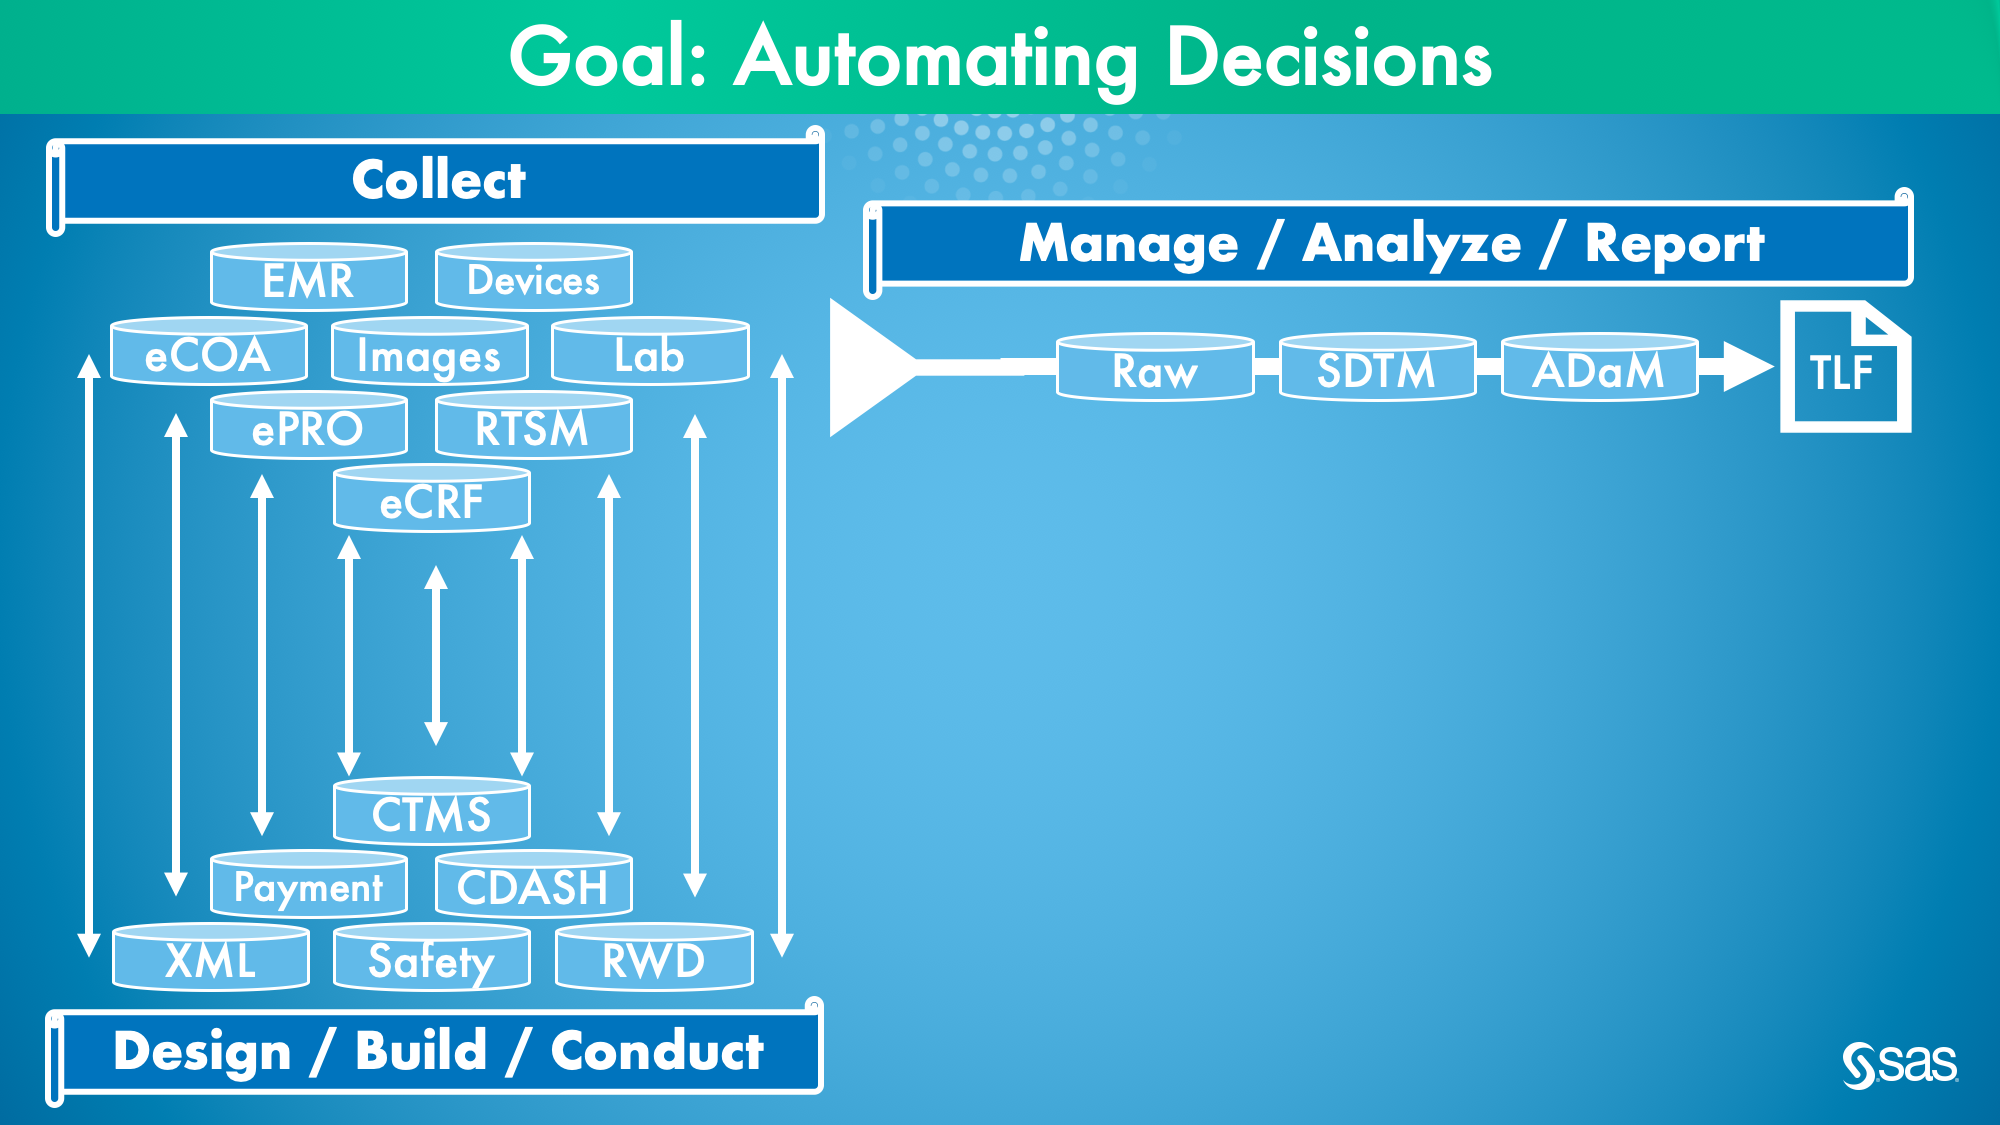 Goal: Automating Decisions
Collect
EMR
Devices
eCOA
Images
Lab
ePRO
RTSM
eCRF
CTMS
Payment
CDASH
XML
Safety
RWD
Design / Build / Conduct
Manage / Analyze / Report
Raw
SDTM
ADaM
TLF
sas